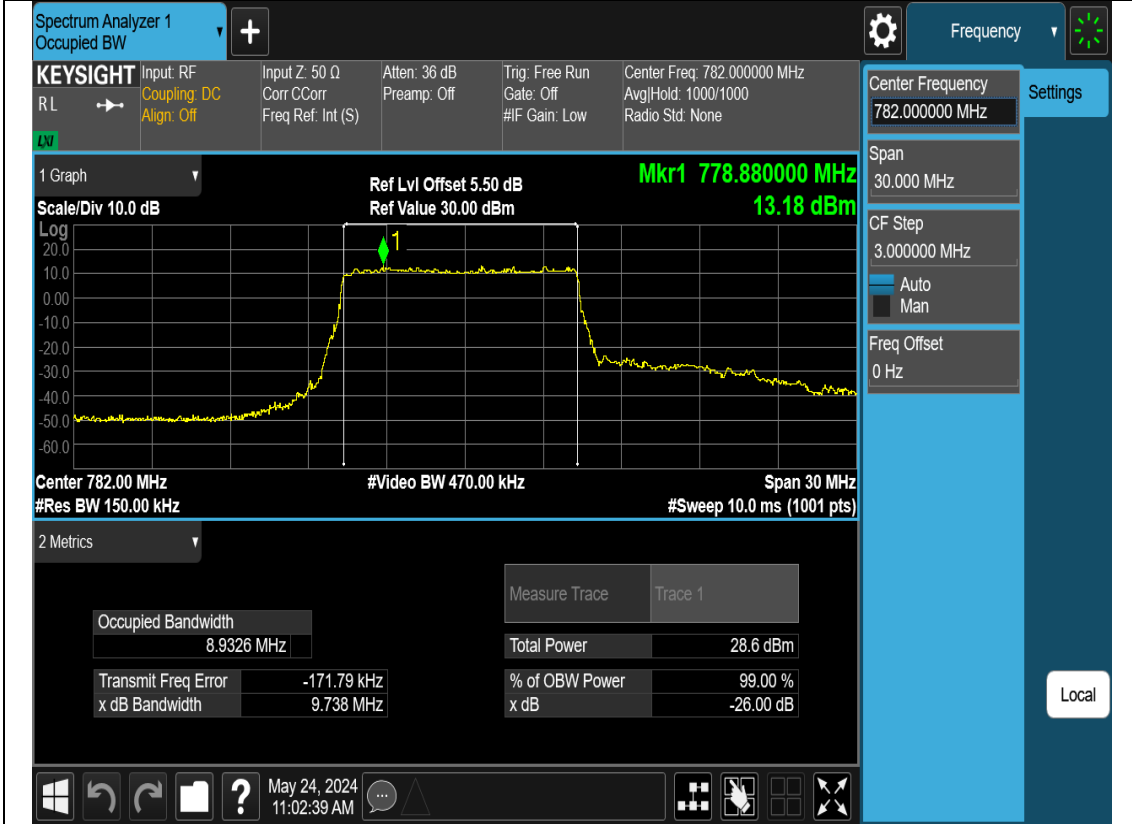 Spectrum Analyzer 1
Occupied BW
Frequency
KEYSIGHT
RL
LXI
Input: RF
Coupling: DC
Align: Off
Input Z: 50 Ω
Corr CCorr
Freq Ref: Int (S)
Atten: 36 dB
Preamp: Off
Trig: Free Run
Gate: Off
#IF Gain: Low
Center Freq: 782.000000 MHz
Avg|Hold: 1000/1000
Radio Std: None
Center Frequency
782.000000 MHz
Settings
Span
30.000 MHz
CF Step
3.000000 MHz
Auto
Man
Freq Offset
0 Hz
Local
1 Graph
Scale/Div 10.0 dB
Ref Lvl Offset 5.50 dB
Ref Value 30.00 dBm
Mkr1 778.880000 MHz
13.18 dBm
Log
1
20.0
10.0
0.00
-10.0
-20.0
-30.0
-40.0
-50.0
-60.0
Center 782.00 MHz
#Video BW 470.00 kHz
Span 30 MHz
#Res BW 150.00 kHz
#Sweep 10.0 ms (1001 pts)
2 Metrics
Measure Trace Trace 1
Occupied Bandwidth
8.9326 MHz
Total Power 28.6 dBm
Transmit Freq Error -171.79 kHz
% of OBW Power 99.00 %
x dB Bandwidth 9.738 MHz
x dB -26.00 dB
May 24, 2024
11:02:39 AM